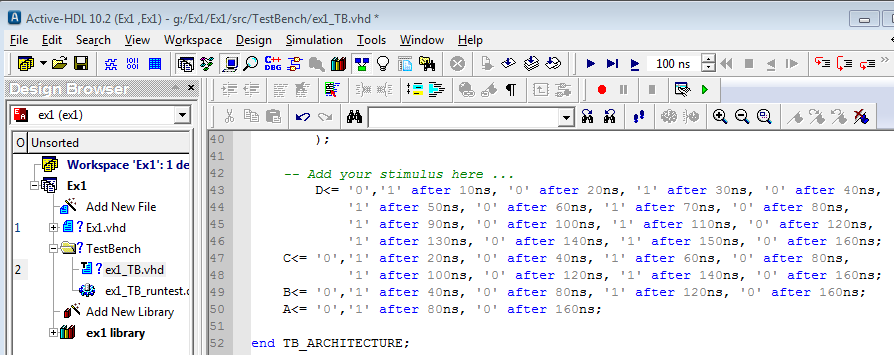 Active-HDL 10.2 (Ex1 ,Ex1) - g:/Ex1/Ex1/src/TestBench/ex1_TB.vhd *
File Edit Search View Workspace Design Simulation Tools Window Help
C++ DBG
100 ns
Design Browser
ex1 (ex1)
O Unsorted
Workspace 'Ex1': 1 de
Ex1
Add New File
1 ? Ex1.vhd
TestBench
2 ? ex1_TB.vhd
ex1_TB_runtest.
Add New Library
ex1 library
40 );
41
42 -- Add your stimulus here ...
43 D<= '0','1' after 10ns, '0' after 20ns, '1' after 30ns, '0' after 40ns,
44 '1' after 50ns, '0' after 60ns, '1' after 70ns, '0' after 80ns,
45 '1' after 90ns, '0' after 100ns, '1' after 110ns, '0' after 120ns,
46 '1' after 130ns, '0' after 140ns, '1' after 150ns, '0' after 160ns;
47 C<= '0','1' after 20ns, '0' after 40ns, '1' after 60ns, '0' after 80ns,
48 '1' after 100ns, '0' after 120ns, '1' after 140ns, '0' after 160ns;
49 B<= '0','1' after 40ns, '0' after 80ns, '1' after 120ns, '0' after 160ns;
50 A<= '0','1' after 80ns, '0' after 160ns;
51
52 end TB_ARCHITECTURE;